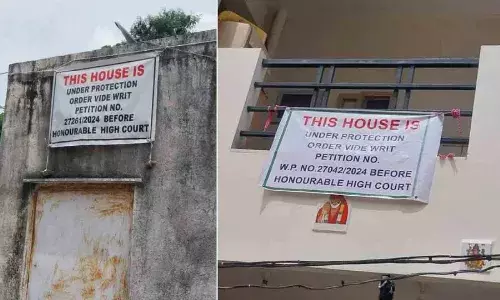 THIS HOUSE IS
UNDER PROTECTION
ORDER VIDE WRIT
PETITION NO.
27261/2024 BEFORE
HONOURABLE HIGH COURT
THIS HOUSE IS
UNDER PROTECTION
ORDER VIDE WRIT
PETITION NO.
W.P. NO.27042/2024 BEFORE
HONOURABLE HIGH COURT